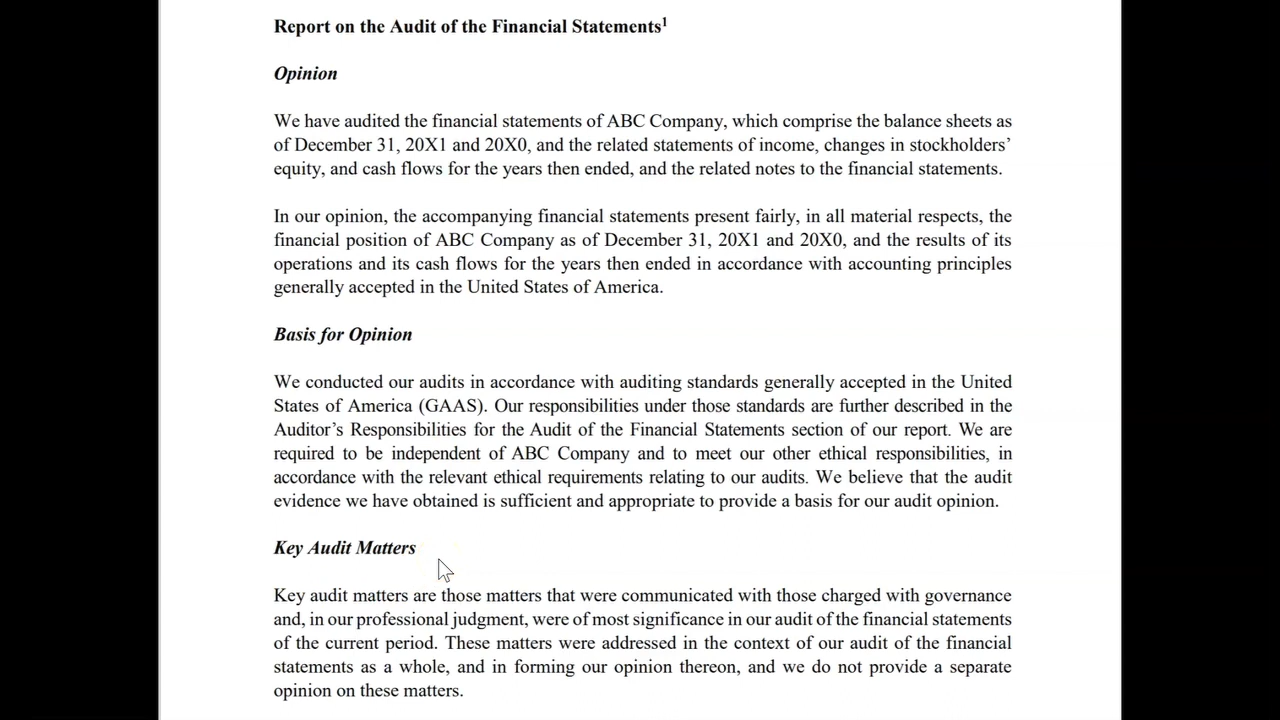 Report on the Audit of the Financial Statements¹
Opinion
We have audited the financial statements of ABC Company, which comprise the balance sheets as
of December 31, 20X1 and 20X0, and the related statements of income, changes in stockholders’
equity, and cash flows for the years then ended, and the related notes to the financial statements.
In our opinion, the accompanying financial statements present fairly, in all material respects, the
financial position of ABC Company as of December 31, 20X1 and 20X0, and the results of its
operations and its cash flows for the years then ended in accordance with accounting principles
generally accepted in the United States of America.
Basis for Opinion
We conducted our audits in accordance with auditing standards generally accepted in the United
States of America (GAAS). Our responsibilities under those standards are further described in the
Auditor’s Responsibilities for the Audit of the Financial Statements section of our report. We are
required to be independent of ABC Company and to meet our other ethical responsibilities, in
accordance with the relevant ethical requirements relating to our audits. We believe that the audit
evidence we have obtained is sufficient and appropriate to provide a basis for our audit opinion.
Key Audit Matters
Key audit matters are those matters that were communicated with those charged with governance
and, in our professional judgment, were of most significance in our audit of the financial statements
of the current period. These matters were addressed in the context of our audit of the financial
statements as a whole, and in forming our opinion thereon, and we do not provide a separate
opinion on these matters.